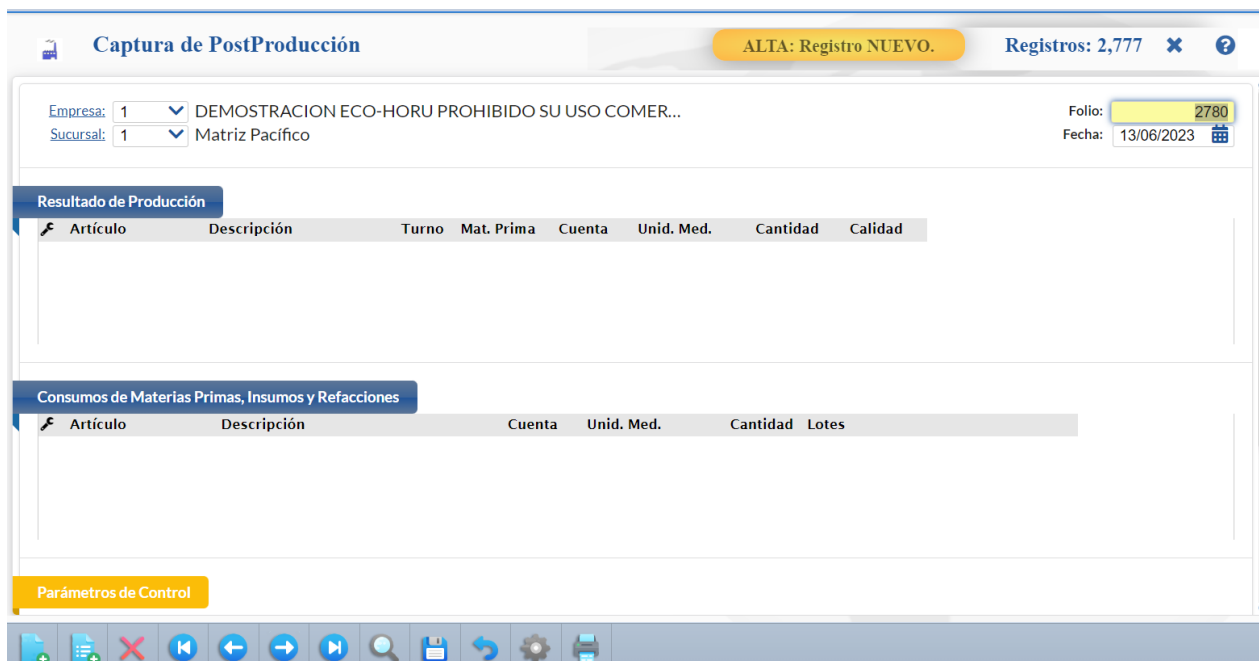 Captura de PostProducción ALTA: Registro NUEVO. Registros: 2,777
Empresa: 1 DEMOSTRACION ECO-HORU PROHIBIDO SU USO COMER... Folio: 2780
Sucursal: 1 Matriz Pacífico Fecha: 13/06/2023
Resultado de Producción
Artículo Descripción Turno Mat. Prima Cuenta Unid. Med. Cantidad Calidad
Consumos de Materias Primas, Insumos y Refacciones
Artículo Descripción Cuenta Unid. Med. Cantidad Lotes
Parámetros de Control